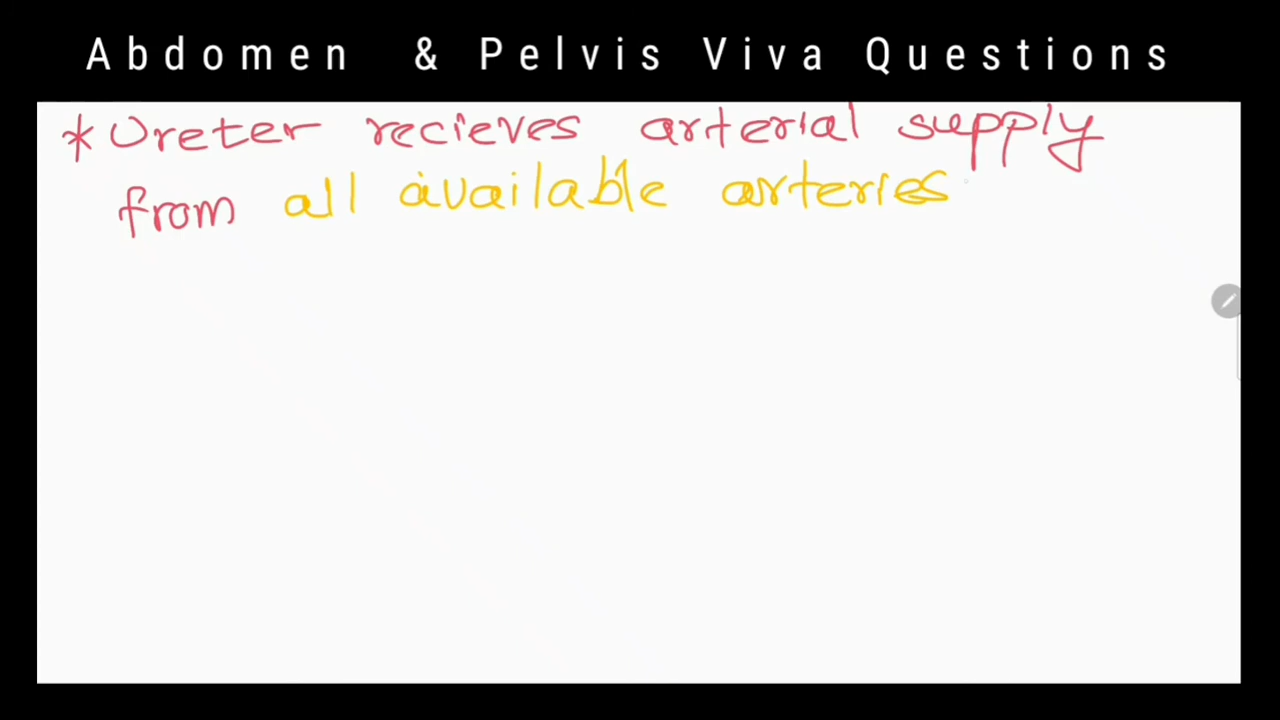 Abdomen & Pelvis Viva Questions
* Ureter recieves arterial supply
from all available arteries